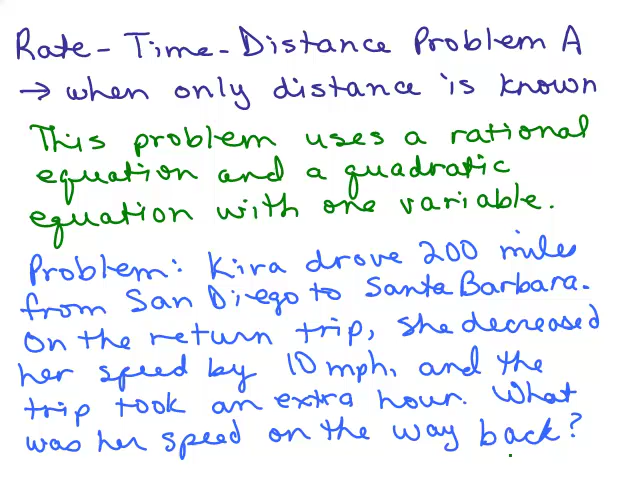 Rate-Time-Distance Problem A
→ when only distance is known
This problem uses a rational
equation and a quadratic
equation with one variable.
Problem: Kira drove 200 miles
from San Diego to Santa Barbara.
On the return trip, she decreased
her speed by 10 mph, and the
trip took an extra hour. What
was her speed on the way back?